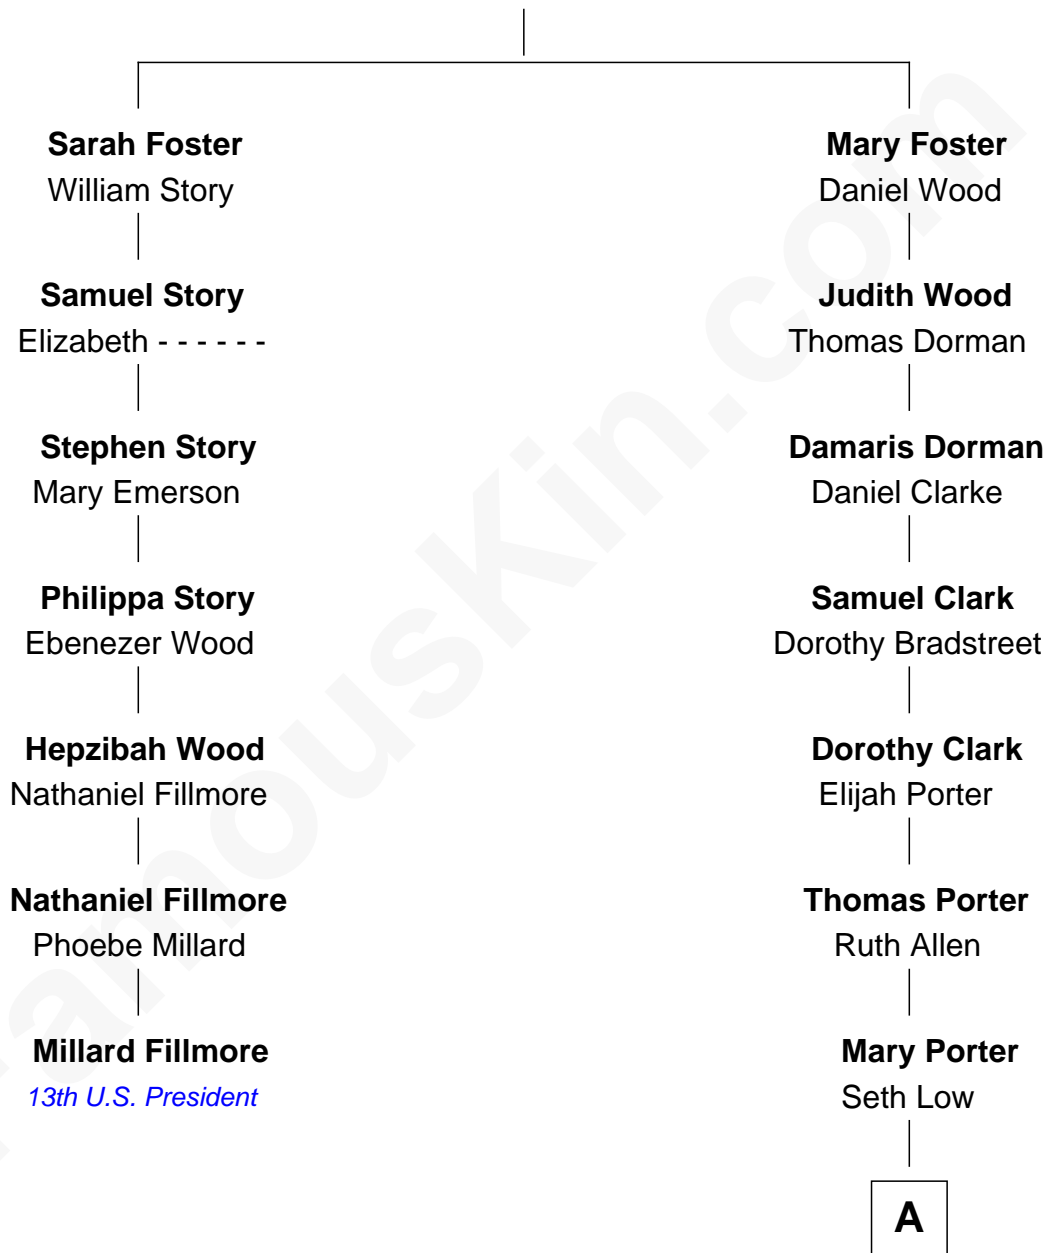 Sarah Foster
William Story
Mary Foster
Daniel Wood
Samuel Story
Elizabeth - - - - - -
Judith Wood
Thomas Dorman
Stephen Story
Mary Emerson
Damaris Dorman
Daniel Clarke
Philippa Story
Ebenezer Wood
Samuel Clark
Dorothy Bradstreet
Hepzibah Wood
Nathaniel Fillmore
Dorothy Clark
Elijah Porter
Nathaniel Fillmore
Phoebe Millard
Thomas Porter
Ruth Allen
Millard Fillmore
13th U.S. President
Mary Porter
Seth Low
A
FamousKin.com